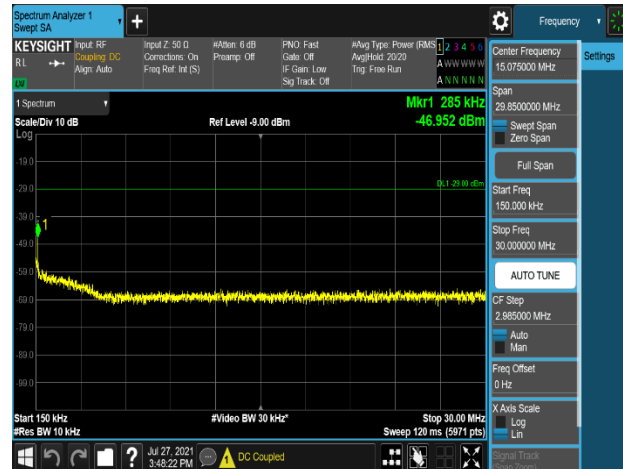 Spectrum Analyzer 1
Swept SA
Frequency
KEYSIGHT
Input: RF
Coupling: DC
Align: Auto
Input Z: 50 Ω
Corrections: On
Freq Ref: Int (S)
#Atten: 6 dB
Preamp: Off
PNO: Fast
Gate: Off
IF Gain: Low
Sig Track: Off
#Avg Type: Power (RMS
Avg|Hold: 20/20
Trig: Free Run
1 2 3 4 5 6
A W W W W W
A N N N N N
R L
1 Spectrum
Scale/Div 10 dB
Log
Ref Level -9.00 dBm
Mkr1 285 kHz
-46.952 dBm
DL1 -29.00 dBm
1
-19.0
-29.0
-39.0
-49.0
-59.0
-69.0
-79.0
-89.0
-99.0
Start 150 kHz
#Res BW 10 kHz
#Video BW 30 kHz*
Stop 30.00 MHz
Sweep 120 ms (5971 pts)
Jul 27, 2021
3:48:22 PM
DC Coupled
Center Frequency
15.075000 MHz
Settings
Span
29.8500000 MHz
Swept Span
Zero Span
Full Span
Start Freq
150.000 kHz
Stop Freq
30.000000 MHz
AUTO TUNE
CF Step
2.985000 MHz
Auto
Man
Freq Offset
0 Hz
X Axis Scale
Log
Lin
Signal Track
(Span Zoom)